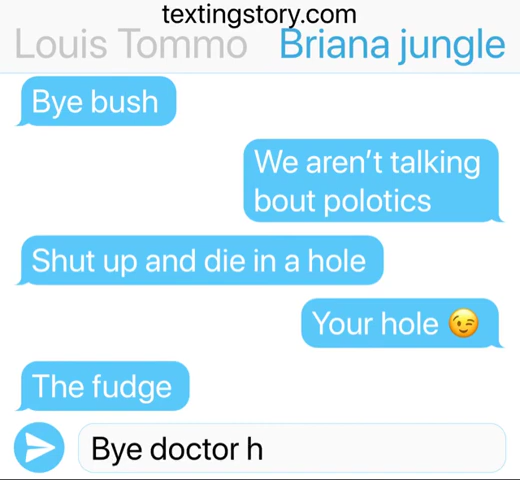 textingstory.com
Louis Tommo Briana jungle
Bye bush
We aren’t talking
bout polotics
Shut up and die in a hole
Your hole 😉
The fudge
Bye doctor h